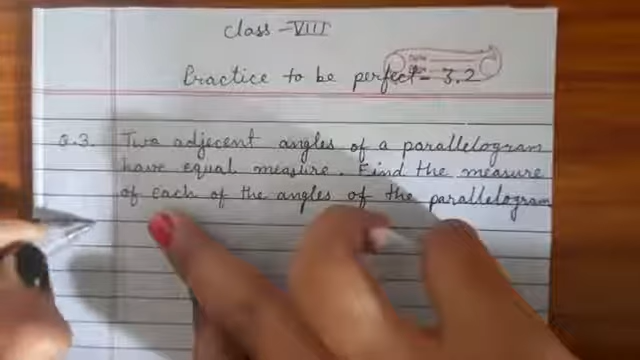 Class - VIII
Practice to be perfect - 3.2
Q.3. Two adjecent angles of a parallelogram
have equal measure. Find the measure
of each of the angles of the parallelogram